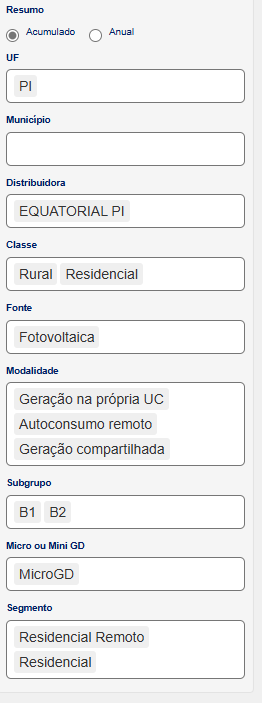 Resumo
Acumulado Anual
UF
PI
Município
Distribuidora
EQUATORIAL PI
Classe
Rural Residencial
Fonte
Fotovoltaica
Modalidade
Geração na própria UC
Autoconsumo remoto
Geração compartilhada
Subgrupo
B1 B2
Micro ou Mini GD
MicroGD
Segmento
Residencial Remoto
Residencial